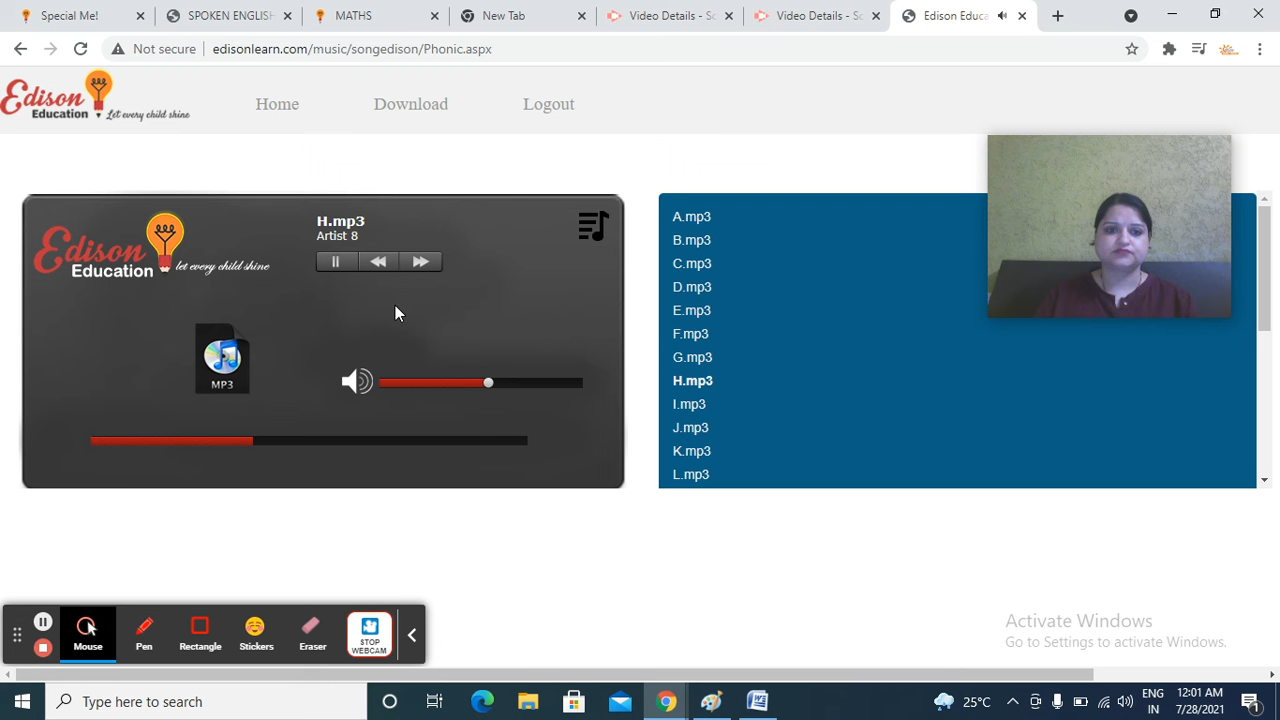 Special Me!
SPOKEN ENGLISH
MATHS
New Tab
Video Details - Sc
Video Details - Sc
Edison Educa
Not secure
edisonlearn.com/music/songedison/Phonic.aspx
Edison
Education
Let every child shine
Home
Download
Logout
Edison
Education
let every child shine
H.mp3
Artist 8
MP3
A.mp3
B.mp3
C.mp3
D.mp3
E.mp3
F.mp3
G.mp3
H.mp3
I.mp3
J.mp3
K.mp3
L.mp3
Mouse
Pen
Rectangle
Stickers
Eraser
STOP
WEBCAM
Activate Windows
Go to Settings to activate Windows.
Type here to search
25°C
ENG
IN
12:01 AM
7/28/2021
1